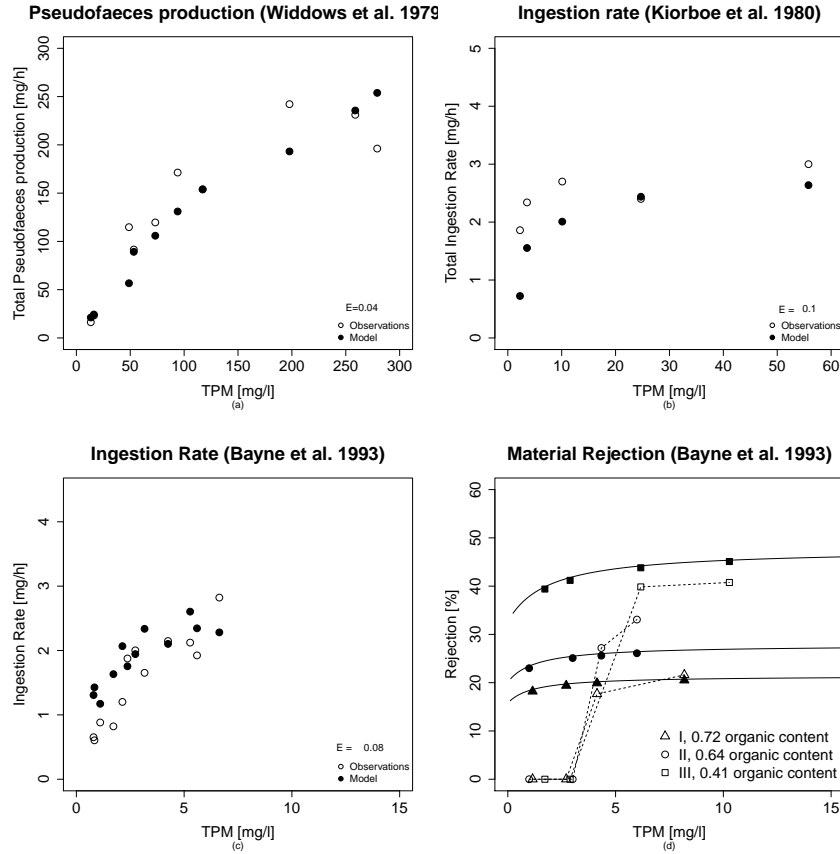 Pseudofaeces production (Widdows et al. 1979
Total Pseudofaeces production [mg/h]
300
250
200
150
100
50
0
E=0.04
Observations
Model
0 50 100 150 200 250 300
TPM [mg/l]
(a)
Ingestion rate (Kiorboe et al. 1980)
Total Ingestion Rate [mg/h]
5
4
3
2
1
0
E = 0.1
Observations
Model
0 10 20 30 40 50 60
TPM [mg/l]
(b)
Ingestion Rate (Bayne et al. 1993)
Ingestion Rate [mg/h]
4
3
2
1
0
E = 0.08
Observations
Model
0 5 10 15
TPM [mg/l]
(c)
Material Rejection (Bayne et al. 1993)
Rejection [%]
60
50
40
30
20
10
0
I, 0.72 organic content
II, 0.64 organic content
III, 0.41 organic content
0 5 10 15
TPM [mg/l]
(d)